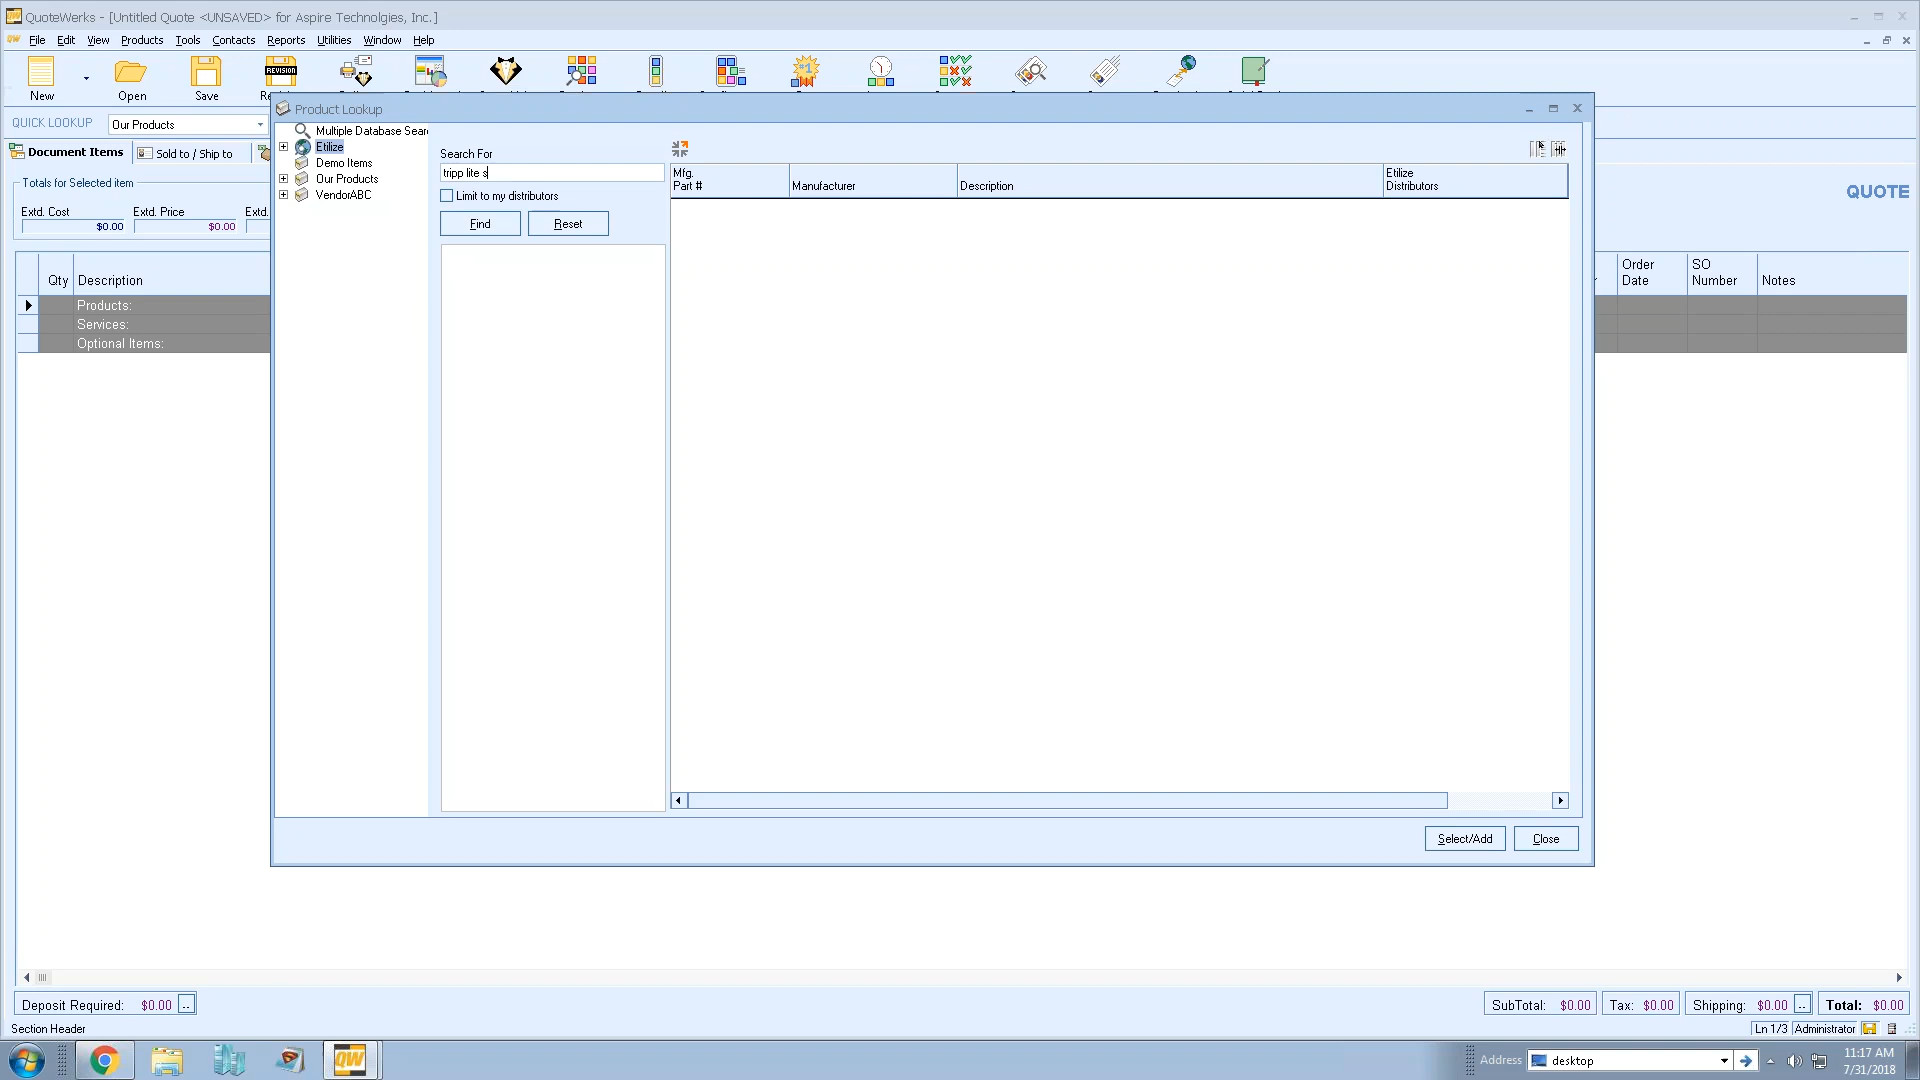 QuoteWerks - [Untitled Quote <UNSAVED> for Aspire Technolgies, Inc.]
File Edit View Products Tools Contacts Reports Utilities Window Help
REVISION
#1
New Open Save
QUICK LOOKUP Our Products
Document Items Sold to / Ship to
Totals for Selected item
Extd. Cost Extd. Price Extd.
$0.00 $0.00
QUOTE
Qty Description
Order Date
SO Number
Notes
Products:
Services:
Optional Items:
Product Lookup
Multiple Database Sear
Etilize
Demo Items
Our Products
VendorABC
Search For
tripp lite s
Limit to my distributors
Find Reset
Mfg. Part #
Manufacturer
Description
Etilize Distributors
Select/Add Close
Deposit Required: $0.00 ..
SubTotal: $0.00 Tax: $0.00 Shipping: $0.00 .. Total: $0.00
Section Header
Ln 1/3 Administrator
QW
Address desktop
11:17 AM
7/31/2018